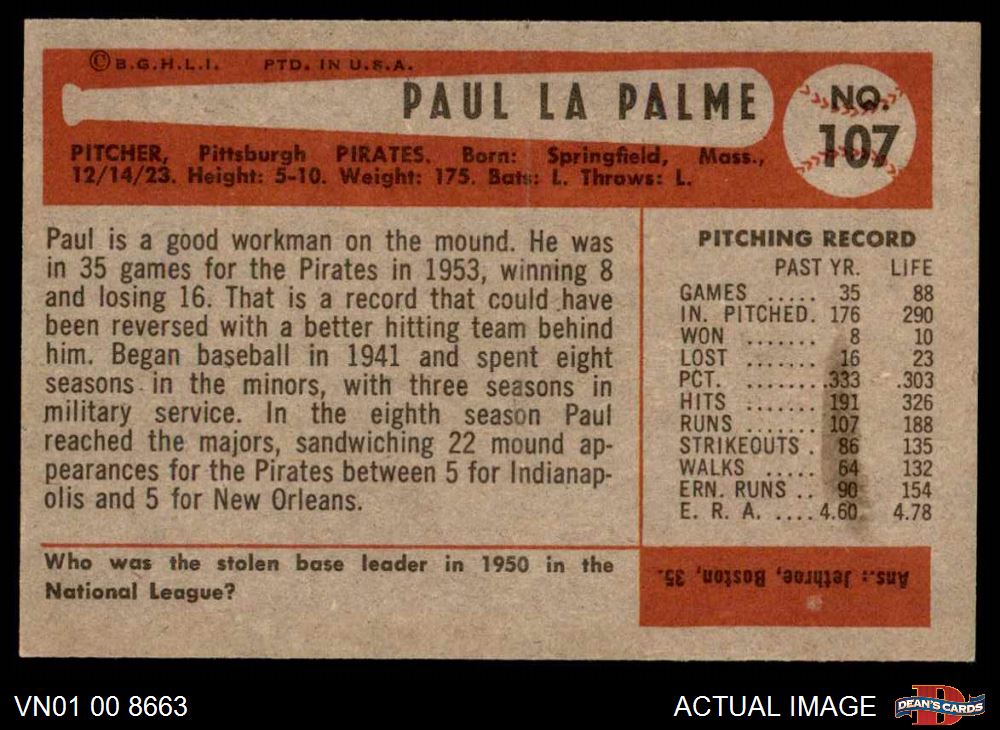 © B.G.H.L.I. PTD. IN U.S.A.
PAUL LA PALME
NO.
107
PITCHER, Pittsburgh PIRATES. Born: Springfield, Mass.,
12/14/23. Height: 5-10. Weight: 175. Bats: L. Throws: L.
Paul is a good workman on the mound. He was
in 35 games for the Pirates in 1953, winning 8
and losing 16. That is a record that could have
been reversed with a better hitting team behind
him. Began baseball in 1941 and spent eight
seasons in the minors, with three seasons in
military service. In the eighth season Paul
reached the majors, sandwiching 22 mound ap-
pearances for the Pirates between 5 for Indianap-
olis and 5 for New Orleans.
PITCHING RECORD
PAST YR. LIFE
GAMES ..... 35 88
IN. PITCHED. 176 290
WON ....... 8 10
LOST ....... 16 23
PCT. ........333 .303
HITS ....... 191 326
RUNS ....... 107 188
STRIKEOUTS . 86 135
WALKS ..... 64 132
ERN. RUNS .. 90 154
E. R. A. ....4.60 4.78
Who was the stolen base leader in 1950 in the
National League?
Ans.: Jethroe, Boston, 35.
VN01 00 8663
ACTUAL IMAGE
D
DEAN'S CARDS